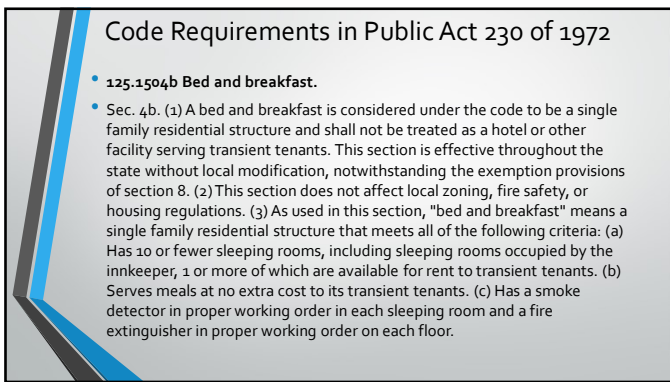 Code Requirements in Public Act 230 of 1972
• 125.1504b Bed and breakfast.
• Sec. 4b. (1) A bed and breakfast is considered under the code to be a single
family residential structure and shall not be treated as a hotel or other
facility serving transient tenants. This section is effective throughout the
state without local modification, notwithstanding the exemption provisions
of section 8. (2) This section does not affect local zoning, fire safety, or
housing regulations. (3) As used in this section, "bed and breakfast" means a
single family residential structure that meets all of the following criteria: (a)
Has 10 or fewer sleeping rooms, including sleeping rooms occupied by the
innkeeper, 1 or more of which are available for rent to transient tenants. (b)
Serves meals at no extra cost to its transient tenants. (c) Has a smoke
detector in proper working order in each sleeping room and a fire
extinguisher in proper working order on each floor.